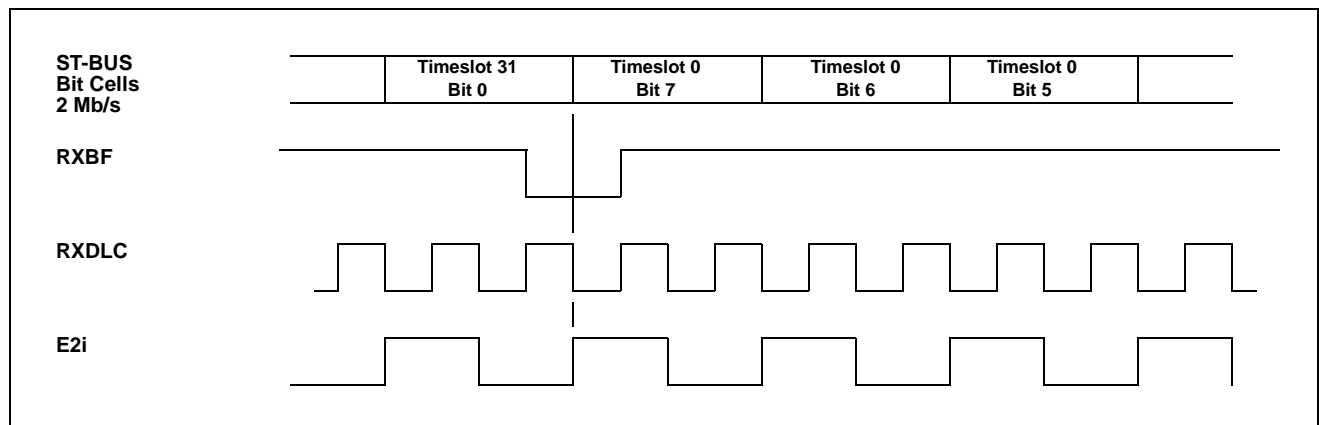 ST-BUS
Bit Cells
2 Mb/s
Timeslot 31
Bit 0
Timeslot 0
Bit 7
Timeslot 0
Bit 6
Timeslot 0
Bit 5
RXBF
RXDLC
E2i